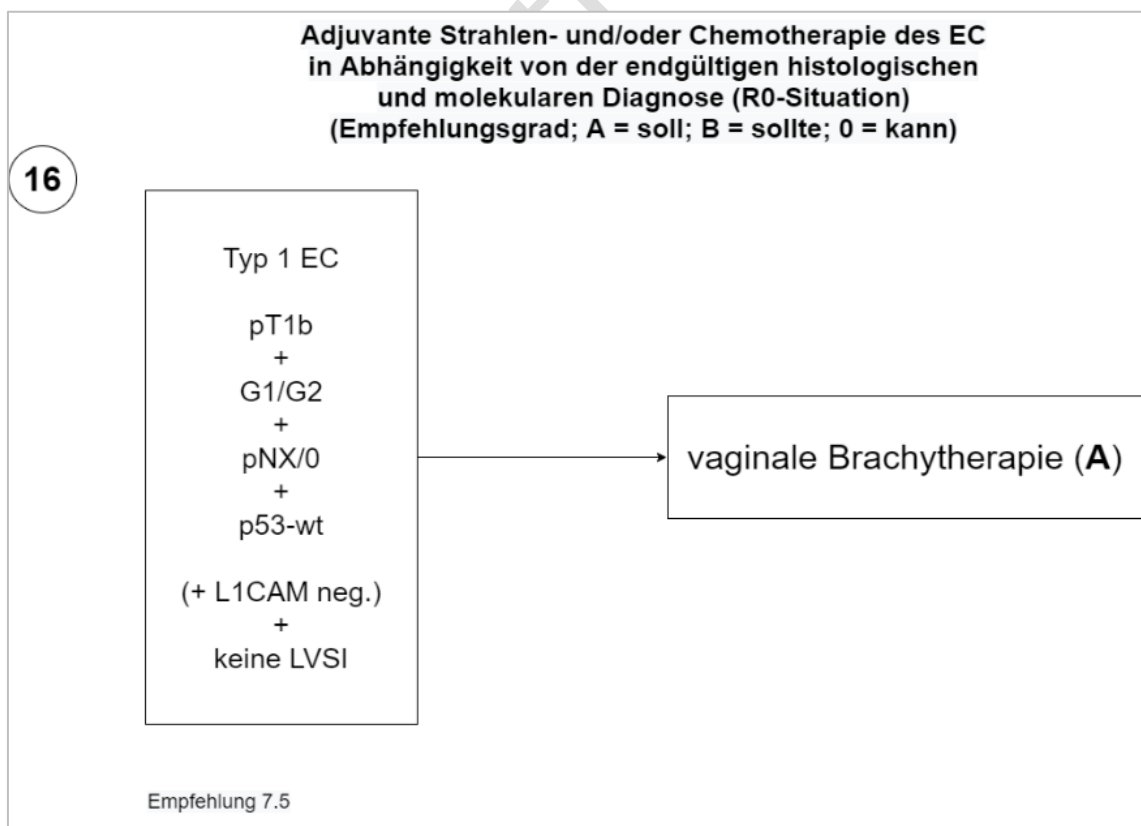 Adjuvante Strahlen- und/oder Chemotherapie des EC
in Abhängigkeit von der endgültigen histologischen
und molekularen Diagnose (R0-Situation)
(Empfehlungsgrad; A = soll; B = sollte; 0 = kann)
16
Typ 1 EC
pT1b
+
G1/G2
+
pNX/0
+
p53-wt
(+ L1CAM neg.)
+
keine LVSI
vaginale Brachytherapie (A)
Empfehlung 7.5